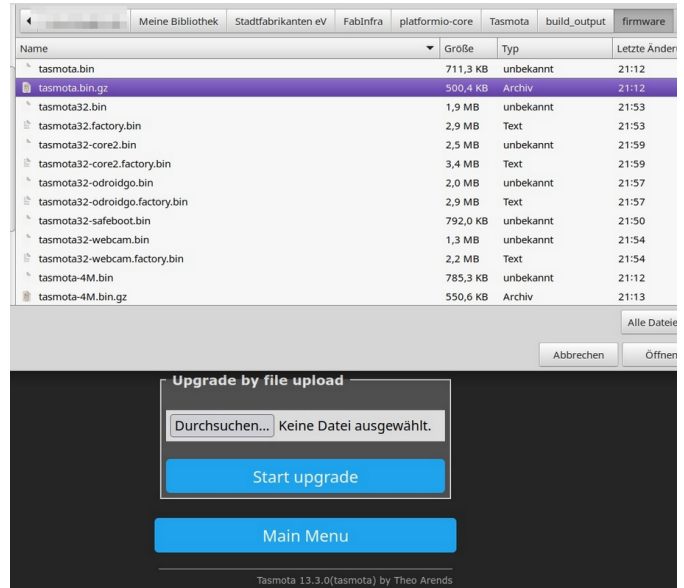 Meine Bibliothek Stadtfabrikanten eV FabInfra platformio-core Tasmota build_output firmware
Name Größe Typ Letzte Änder
tasmota.bin 711,3 KB unbekannt 21:12
tasmota.bin.gz 500,4 KB Archiv 21:12
tasmota32.bin 1,9 MB unbekannt 21:53
tasmota32.factory.bin 2,9 MB Text 21:53
tasmota32-core2.bin 2,5 MB unbekannt 21:59
tasmota32-core2.factory.bin 3,4 MB Text 21:59
tasmota32-odroidgo.bin 2,0 MB unbekannt 21:57
tasmota32-odroidgo.factory.bin 2,9 MB Text 21:57
tasmota32-safeboot.bin 792,0 KB unbekannt 21:50
tasmota32-webcam.bin 1,3 MB unbekannt 21:54
tasmota32-webcam.factory.bin 2,2 MB Text 21:54
tasmota-4M.bin 785,3 KB unbekannt 21:12
tasmota-4M.bin.gz 550,6 KB Archiv 21:13
Alle Dateie
Abbrechen Öffnen
Upgrade by file upload
Durchsuchen... Keine Datei ausgewählt.
Start upgrade
Main Menu
Tasmota 13.3.0(tasmota) by Theo Arends